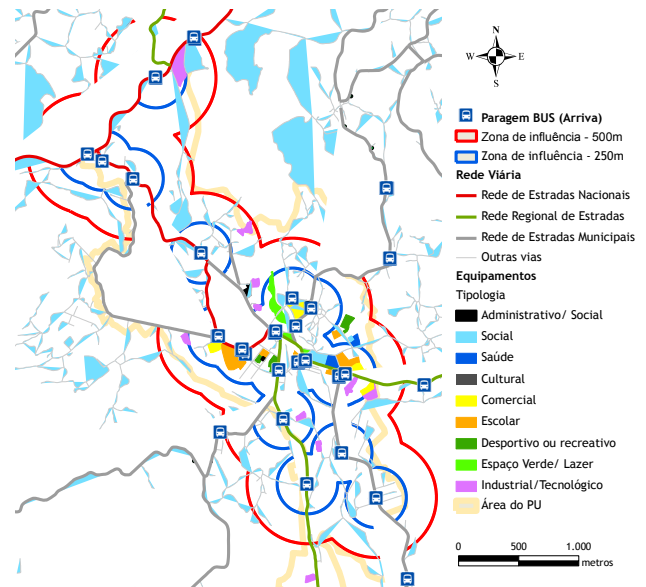 N
W E
S
Paragem BUS (Arriva)
Zona de influência - 500m
Zona de influência - 250m
Rede Viária
Rede de Estradas Nacionais
Rede Regional de Estradas
Rede de Estradas Municipais
Outras vias
Equipamentos
Tipologia
Administrativo/ Social
Social
Saúde
Cultural
Comercial
Escolar
Desportivo ou recreativo
Espaço Verde/ Lazer
Industrial/Tecnológico
Área do PU
0 500 1.000
metros